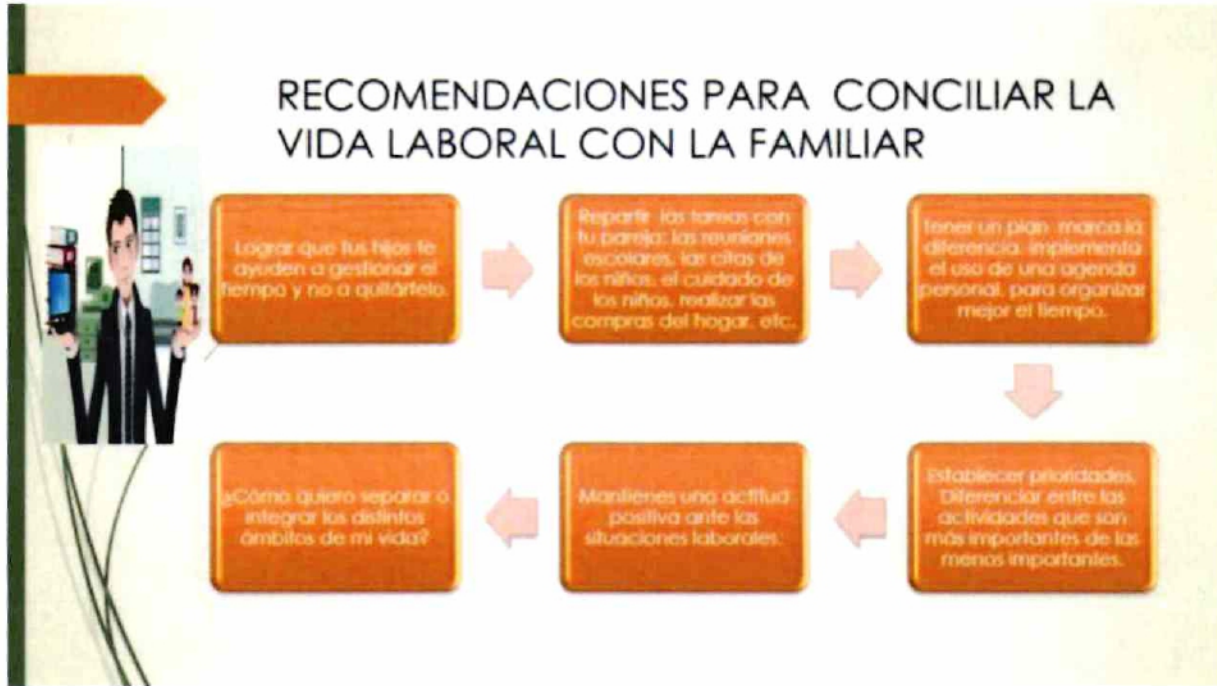 RECOMENDACIONES PARA CONCILIAR LA
VIDA LABORAL CON LA FAMILIAR
Lograr que tus hijos te
ayuden a gestionar el
tiempo y no a quitártelo.
Repartir las tareas con
tu pareja: las reuniones
escolares, las citas de
los niños, el cuidado de
los niños, realizar las
compras del hogar, etc.
Tener un plan marca la
diferencia, implementa
el uso de una agenda
personal, para organizar
mejor el tiempo.
Establecer prioridades.
Diferenciar entre las
actividades que son
más importantes de las
menos importantes.
Mantienes una actitud
positiva ante las
situaciones laborales.
¿Cómo quiero separar o
integrar los distintos
ámbitos de mi vida?